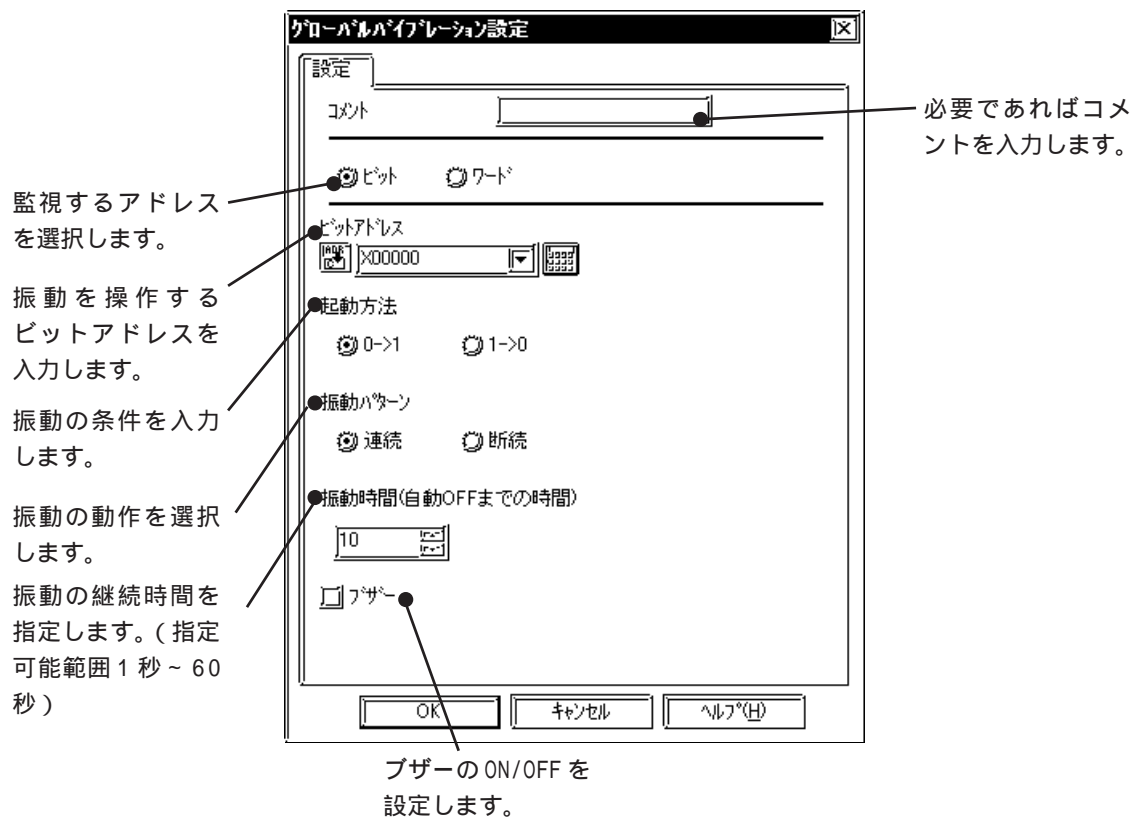 グローバルバイブレーション設定
設定
コメント
必要であればコメ
ントを入力します。
ビット ワード
監視するアドレス
を選択します。
ビットアドレス
X00000
振動を操作する
ビットアドレスを
入力します。
起動方法
0->1 1->0
振動の条件を入力
します。
振動パターン
連続 断続
振動の動作を選択
します。
振動時間(自動OFFまでの時間)
10
振動の継続時間を
指定します。(指定
可能範囲1秒~60
秒)
ブザー
OK キャンセル ヘルプ(H)
ブザーのON/OFFを
設定します。